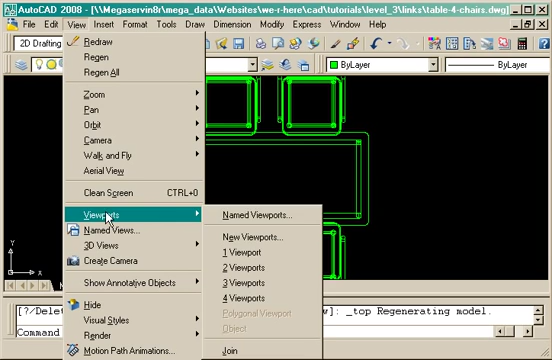 AutoCAD 2008 - [\\Megaservin8r\mega_data\Websites\we-r-here\cad\tutorials\level_3\links\table-4-chairs.dwg]
File Edit View Insert Format Tools Draw Dimension Modify Express Window Help
2D Drafting
ByLayer ByLayer
Redraw
Regen
Regen All
Zoom
Pan
Orbit
Camera
Walk and Fly
Aerial View
Clean Screen CTRL+0
Viewports
Named Views...
3D Views
Create Camera
Show Annotative Objects
Hide
Visual Styles
Render
Motion Path Animations...
Named Viewports...
New Viewports...
1 Viewport
2 Viewports
3 Viewports
4 Viewports
Polygonal Viewport
Object
Join
Y
X
[?/Delet
w]: _top Regenerating model.
Command